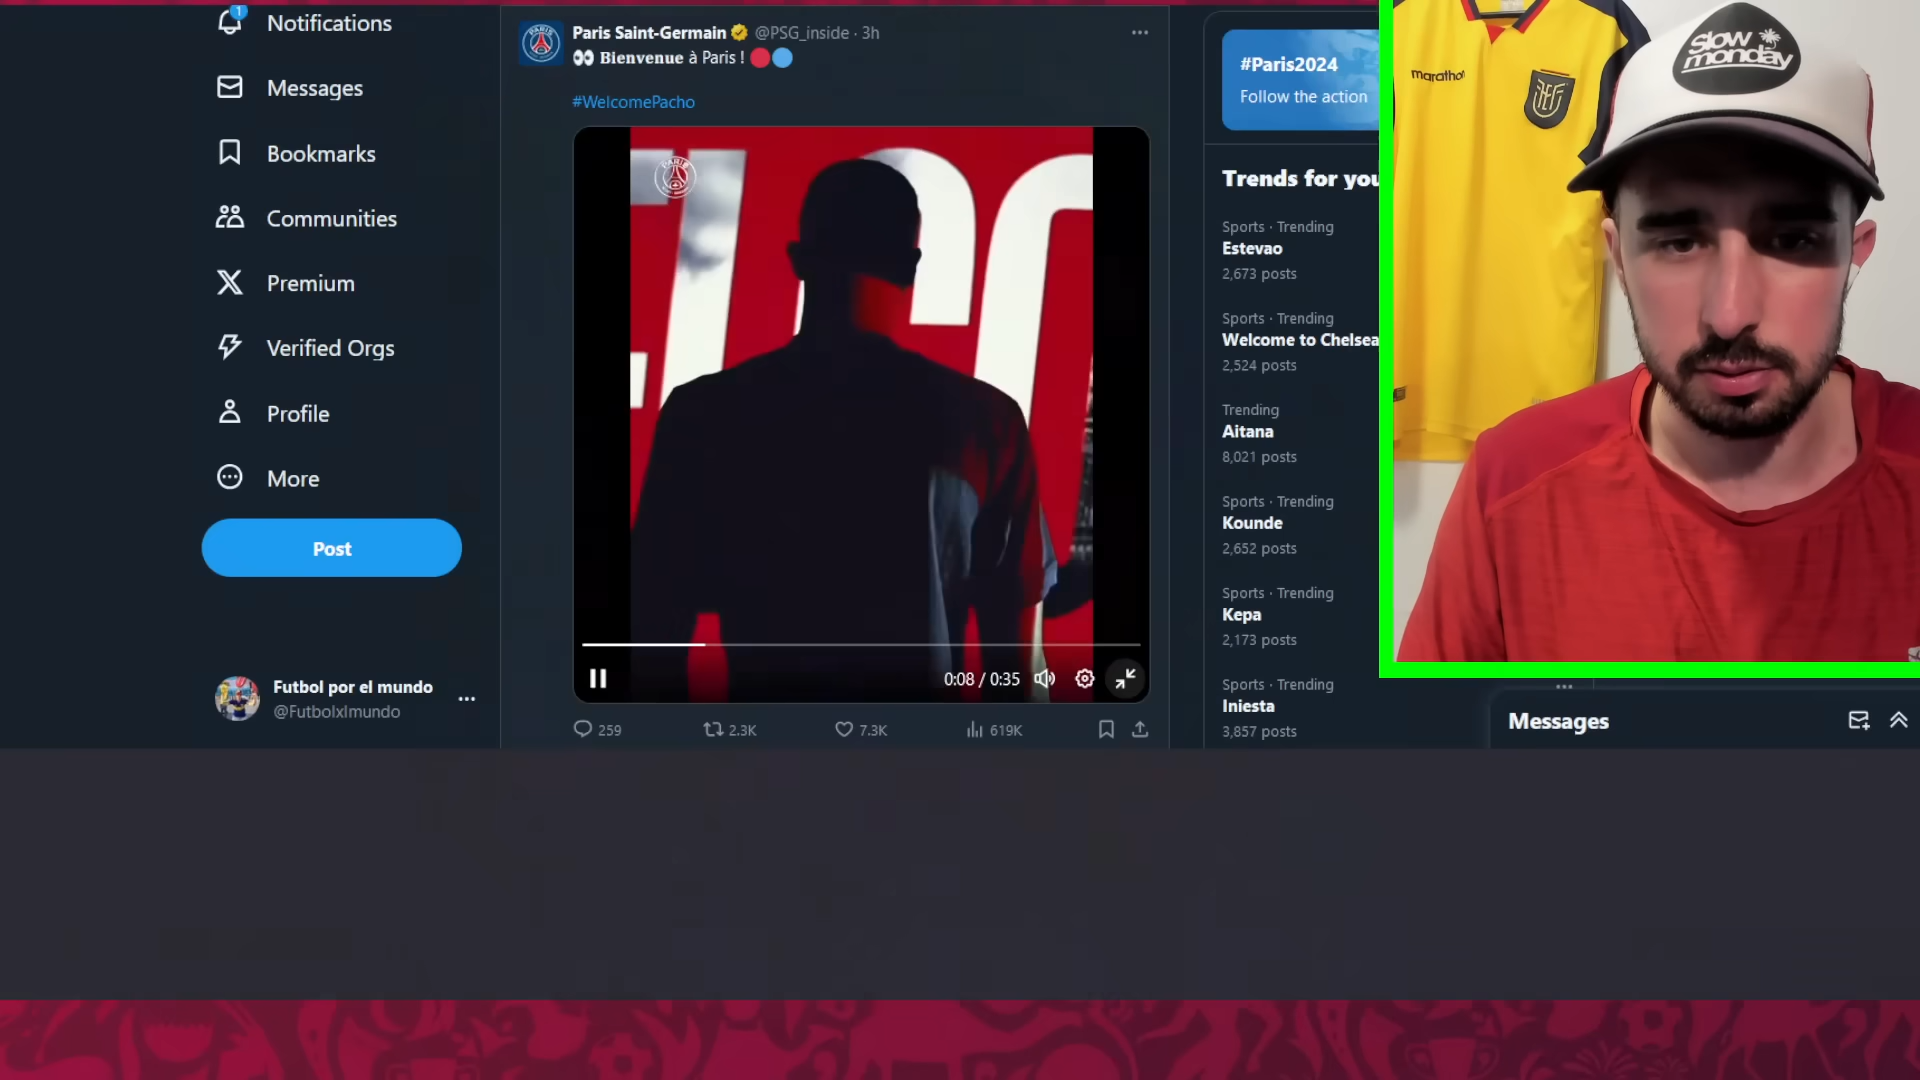 Notifications
1
Messages
Bookmarks
Communities
Premium
Verified Orgs
Profile
More
Post
Futbol por el mundo
@Futbolxlmundo
Paris Saint-Germain @PSG_inside · 3h
👀 𝐁𝐢𝐞𝐧𝐯𝐞𝐧𝐮𝐞 à Paris ! 🔴🔵
#WelcomePacho
PARIS
0:08 / 0:35
259
2.3K
7.3K
619K
#Paris2024
Follow the action
Trends for you
Sports · Trending
Estevao
2,673 posts
Sports · Trending
Welcome to Chelsea
2,524 posts
Trending
Aitana
8,021 posts
Sports · Trending
Kounde
2,652 posts
Sports · Trending
Kepa
2,173 posts
Sports · Trending
Iniesta
3,857 posts
marathon
slow
monday
Messages